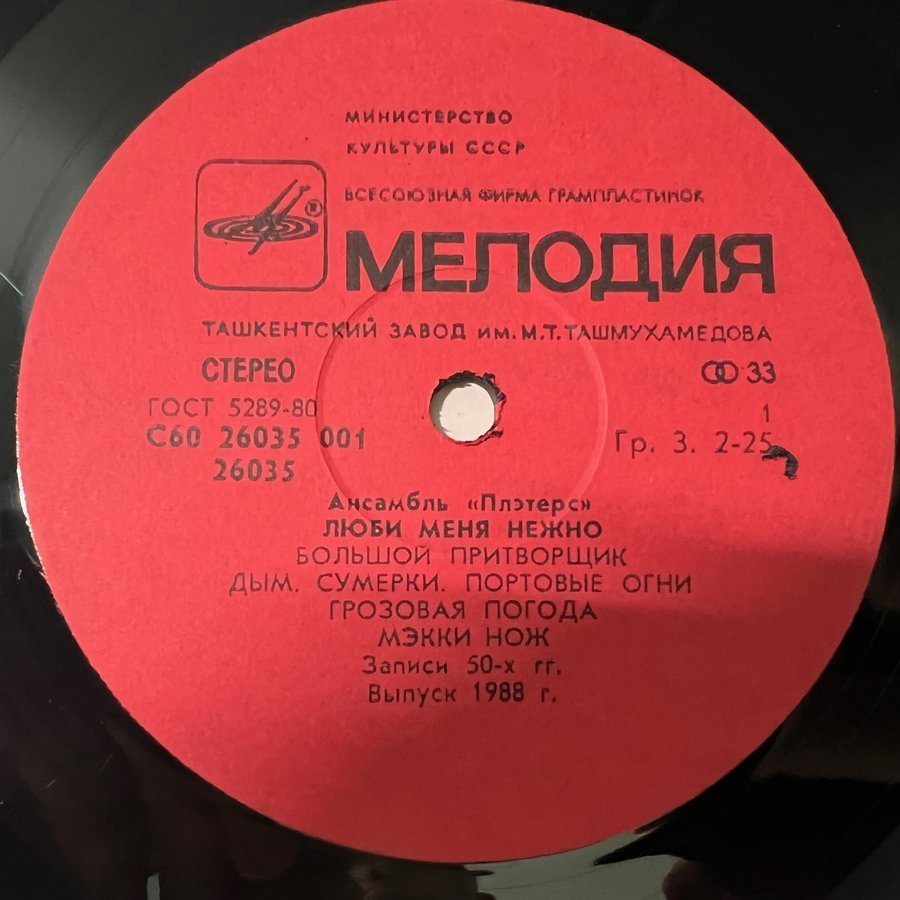 МИНИСТЕРСТВО
КУЛЬТУРЫ СССР
ВСЕСОЮЗНАЯ ФИРМА ГРАМПЛАСТИНОК
®
МЕЛОДИЯ
ТАШКЕНТСКИЙ ЗАВОД им. М.Т. ТАШМУХАМЕДОВА
СТЕРЕО 33
ГОСТ 5289-80 1
С60 26035 001 Гр. 3. 2-25
26035
Ансамбль «Плэтерс»
ЛЮБИ МЕНЯ НЕЖНО
БОЛЬШОЙ ПРИТВОРЩИК
ДЫМ. СУМЕРКИ. ПОРТОВЫЕ ОГНИ
ГРОЗОВАЯ ПОГОДА
МЭККИ НОЖ
Записи 50-х гг.
Выпуск 1988 г.